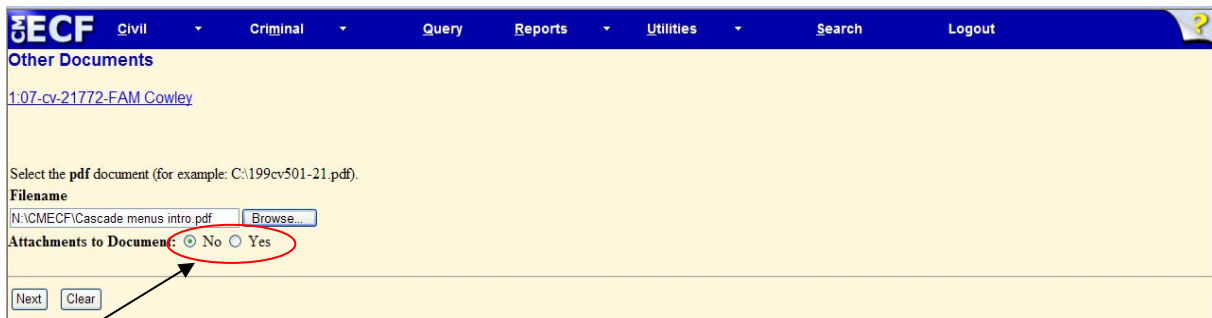 CM ECF Civil Criminal Query Reports Utilities Search Logout ?
Other Documents
1:07-cv-21772-FAM Cowley
Select the pdf document (for example: C:\199cv501-21.pdf).
Filename
N:\CMECF\Cascade menus intro.pdf Browse...
Attachments to Document: No Yes
Next Clear